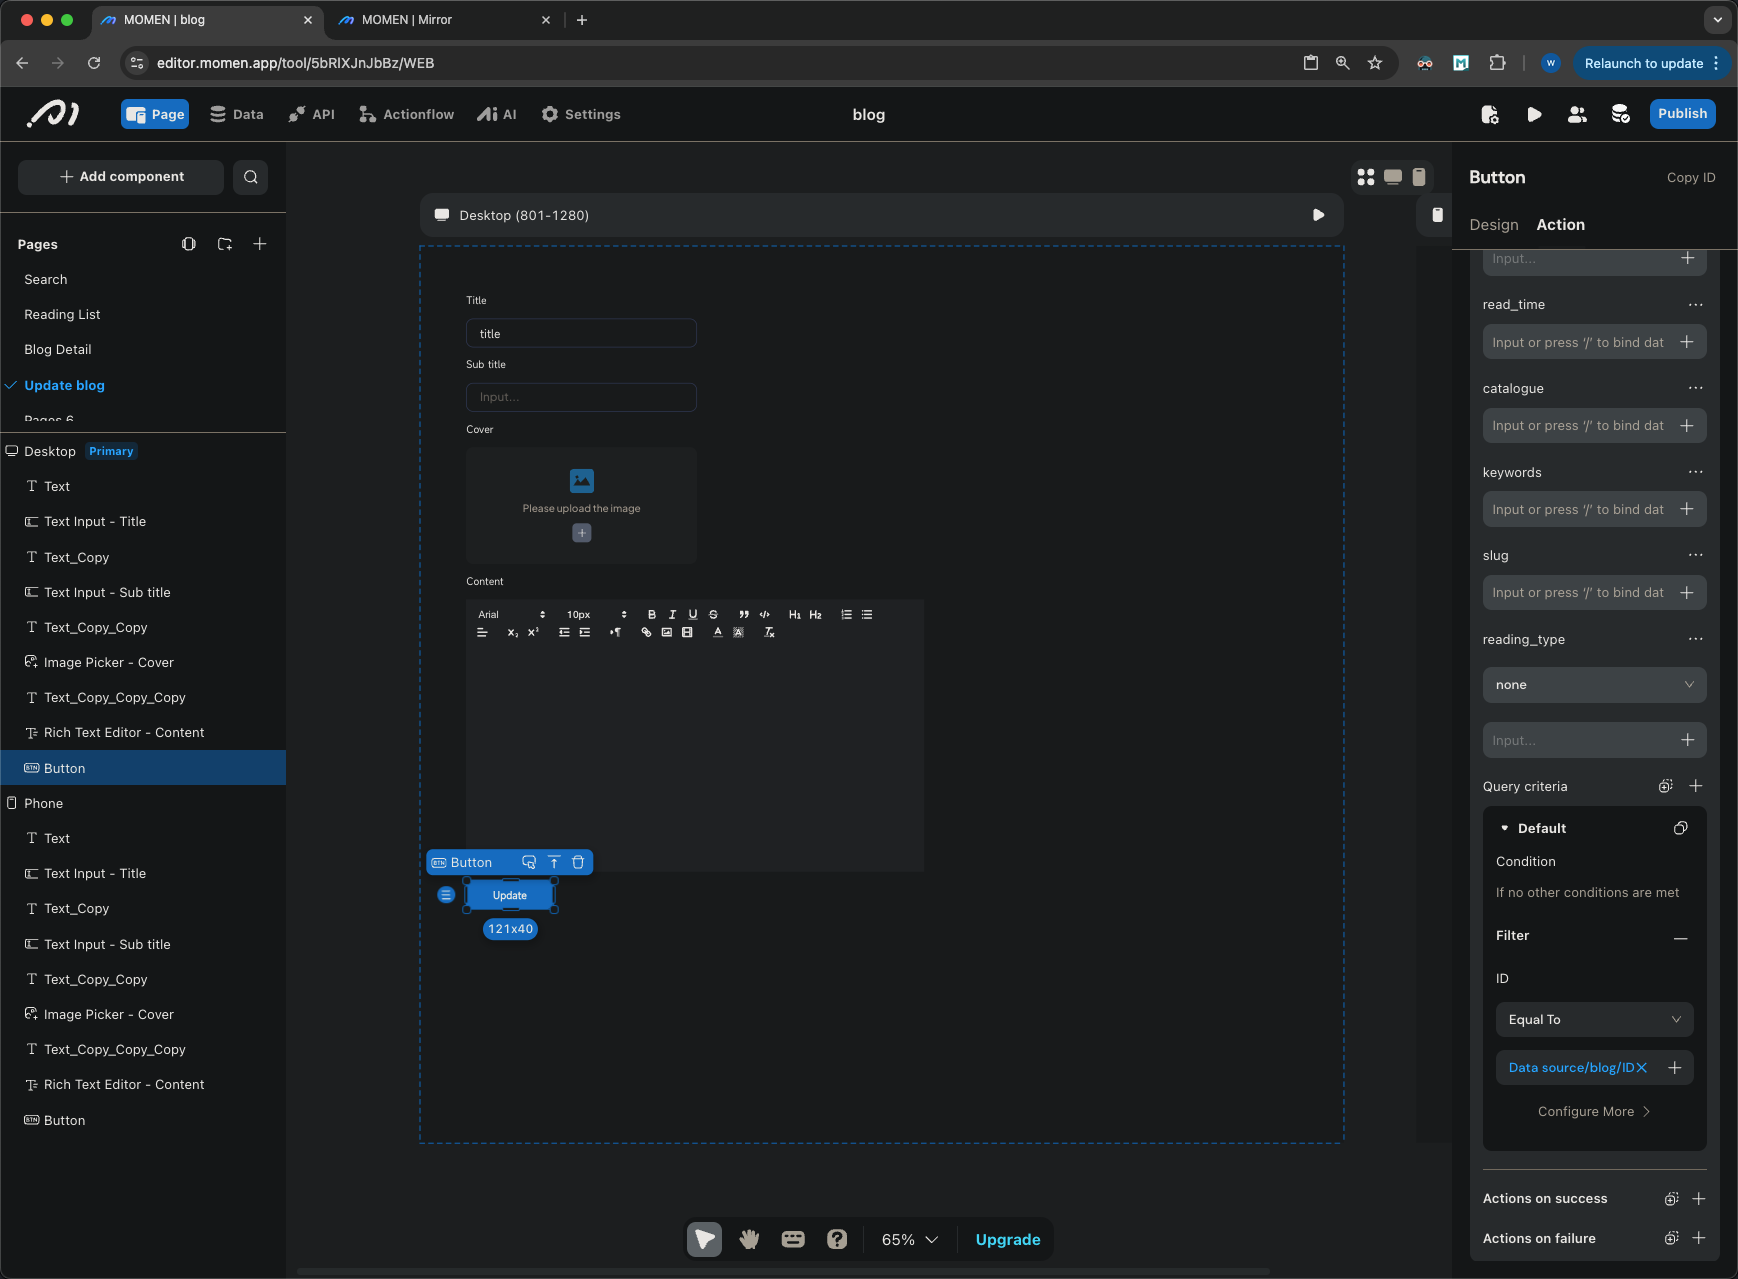 MOMEN | blog
MOMEN | Mirror
editor.momen.app/tool/5bRlXJnJbBz/WEB
W
Relaunch to update
Page
Data
API
Actionflow
AI
Settings
blog
Publish
Add component
Pages
Search
Reading List
Blog Detail
Update blog
Pages 6
Desktop Primary
Text
Text Input - Title
Text_Copy
Text Input - Sub title
Text_Copy_Copy
Image Picker - Cover
Text_Copy_Copy_Copy
Rich Text Editor - Content
Button
Phone
Text
Text Input - Title
Text_Copy
Text Input - Sub title
Text_Copy_Copy
Image Picker - Cover
Text_Copy_Copy_Copy
Rich Text Editor - Content
Button
Desktop (801-1280)
Title
title
Sub title
Input...
Cover
Please upload the image
Content
Arial
10px
Button
Update
121x40
65%
Upgrade
Button
Copy ID
Design
Action
Input...
read_time
Input or press '/' to bind dat
catalogue
Input or press '/' to bind dat
keywords
Input or press '/' to bind dat
slug
Input or press '/' to bind dat
reading_type
none
Input...
Query criteria
Default
Condition
If no other conditions are met
Filter
ID
Equal To
Data source/blog/ID
Configure More
Actions on success
Actions on failure